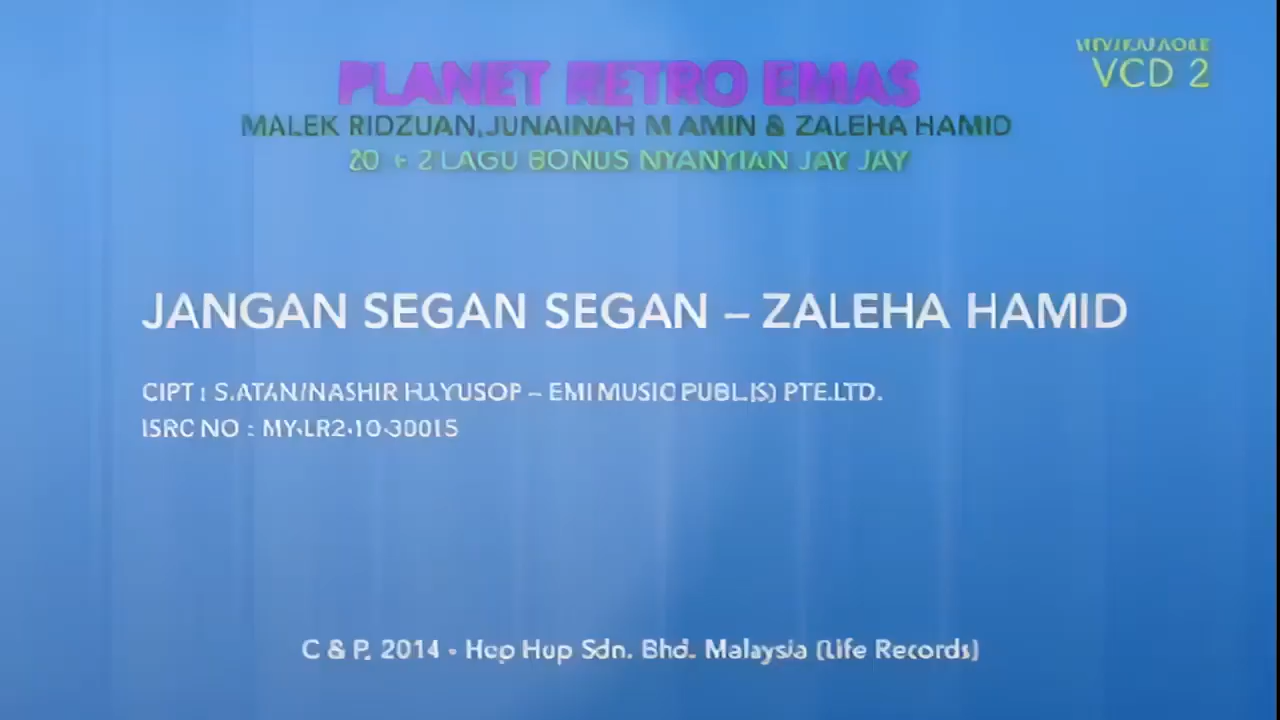 PLANET RETRO EMAS
VCD 2
MALEK RIDZUAN,JUNAINAH M AMIN & ZALEHA HAMID
20 + 2 LAGU BONUS NYANYIAN JAY JAY
JANGAN SEGAN SEGAN – ZALEHA HAMID
CIPT : S.ATAN/NASHIR HJ.YUSOP – EMI MUSIC PUBL.(S) PTE.LTD.
ISRC NO : MY-LR2-10-30015
C & P. 2014 - Hup Hup Sdn. Bhd. Malaysia (Life Records)